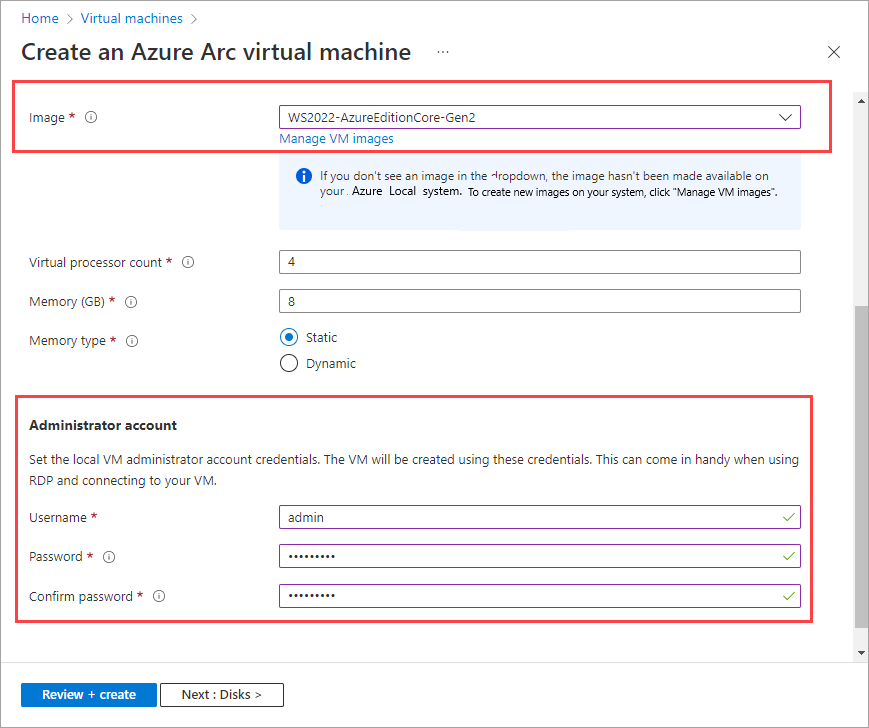 Home > Virtual machines >
Create an Azure Arc virtual machine ...
Image *
WS2022-AzureEditionCore-Gen2
Manage VM images
If you don't see an image in the dropdown, the image hasn't been made available on
your . Azure Local system. To create new images on your system, click "Manage VM images".
Virtual processor count *
4
Memory (GB) *
8
Memory type *
Static
Dynamic
Administrator account
Set the local VM administrator account credentials. The VM will be created using these credentials. This can come in handy when using
RDP and connecting to your VM.
Username *
admin
Password *
•••••••••
Confirm password *
•••••••••
Review + create
Next : Disks >